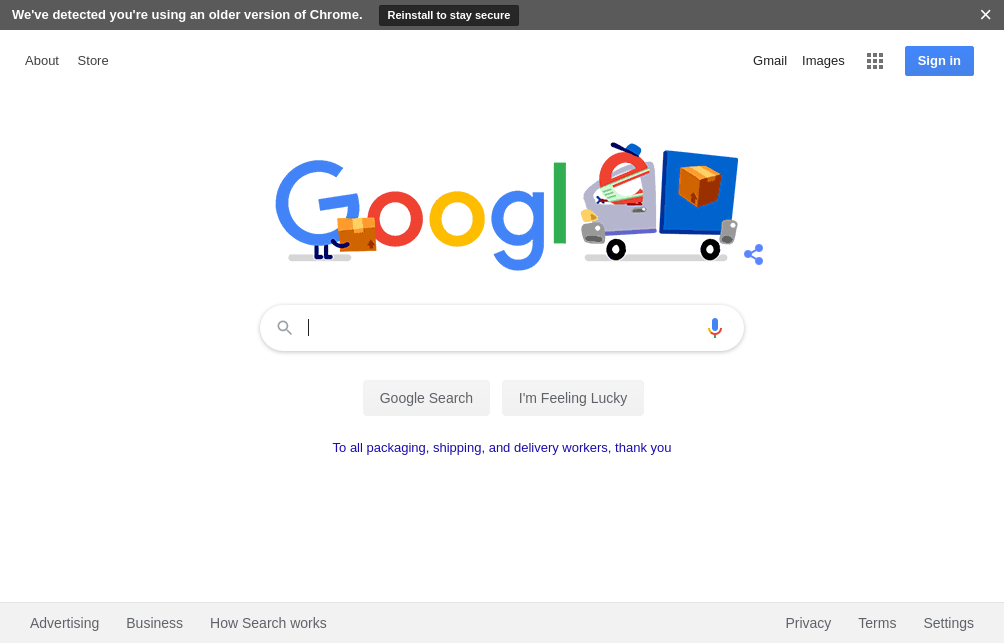 We've detected you're using an older version of Chrome. Reinstall to stay secure
About Store Gmail Images Sign in
Google
Google Search I'm Feeling Lucky
To all packaging, shipping, and delivery workers, thank you
Advertising Business How Search works Privacy Terms Settings